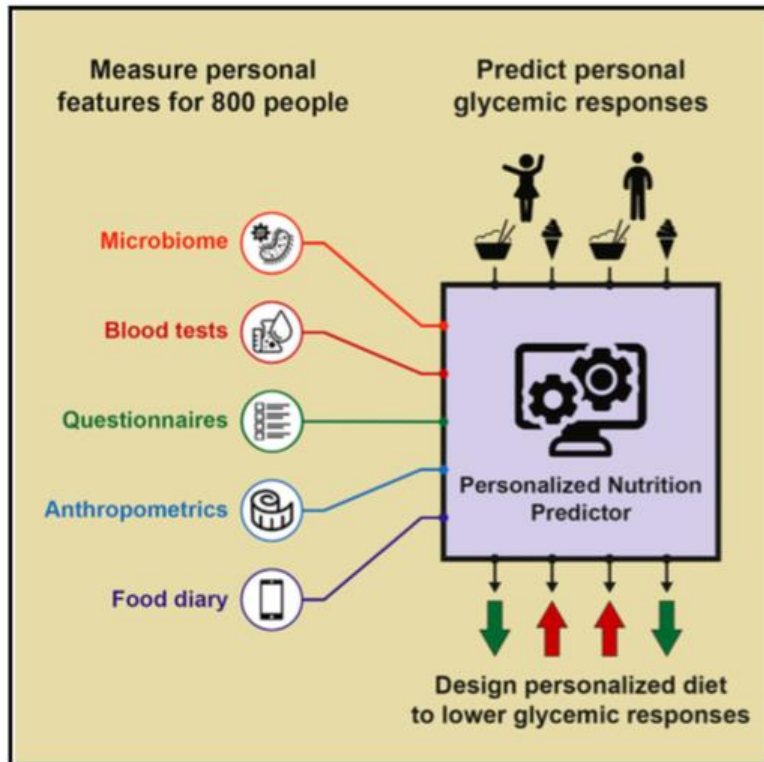 Measure personal
features for 800 people
Predict personal
glycemic responses
Microbiome
Blood tests
Questionnaires
Anthropometrics
Food diary
Personalized Nutrition
Predictor
Design personalized diet
to lower glycemic responses